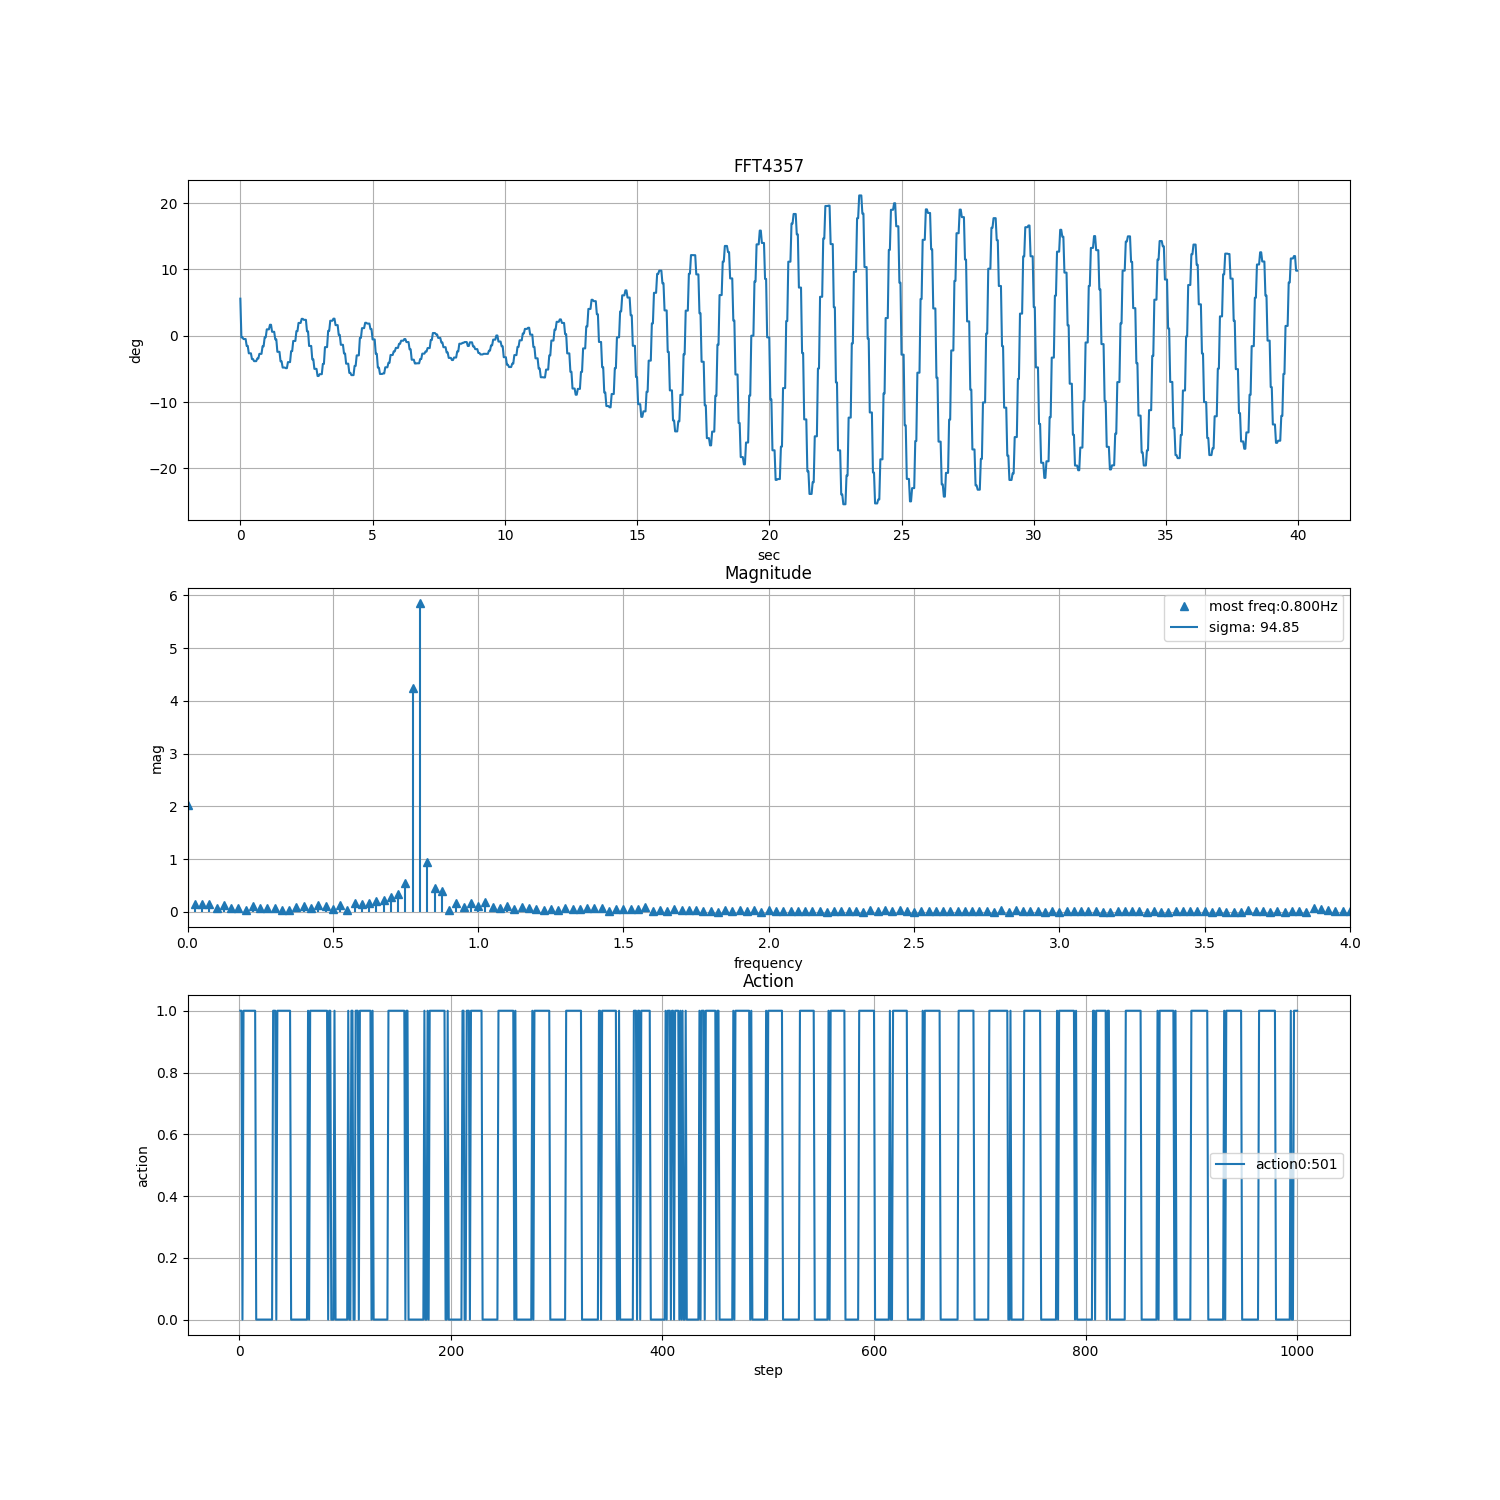 FFT4357
20
10
0
−10
−20
deg
0 5 10 15 20 25 30 35 40
sec
Magnitude
6
5
4
3
2
1
0
mag
most freq:0.800Hz
sigma: 94.85
0.0 0.5 1.0 1.5 2.0 2.5 3.0 3.5 4.0
frequency
Action
1.0
0.8
0.6
0.4
0.2
0.0
action
action0:501
0 200 400 600 800 1000
step